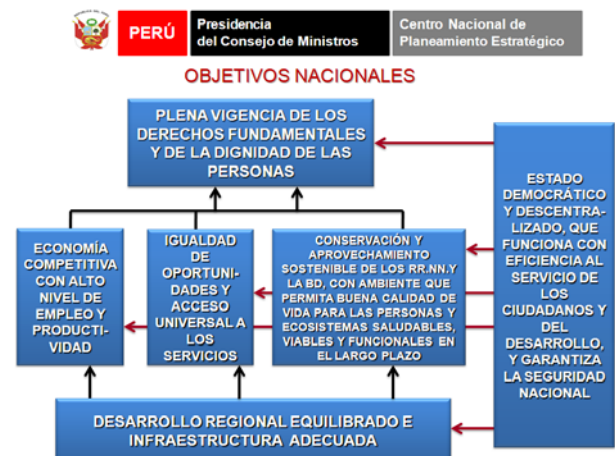 PERÚ
Presidencia
del Consejo de Ministros
Centro Nacional de
Planeamiento Estratégico
OBJETIVOS NACIONALES
PLENA VIGENCIA DE LOS
DERECHOS FUNDAMENTALES
Y DE LA DIGNIDAD DE LAS
PERSONAS
ECONOMÍA
COMPETITIVA
CON ALTO
NIVEL DE
EMPLEO Y
PRODUCTI-
VIDAD
IGUALDAD
DE
OPORTUNI-
DADES Y
ACCESO
UNIVERSAL A
LOS
SERVICIOS
CONSERVACIÓN Y
APROVECHAMIENTO
SOSTENIBLE DE LOS RR.NN.Y
LA BD, CON AMBIENTE QUE
PERMITA BUENA CALIDAD DE
VIDA PARA LAS PERSONAS Y
ECOSISTEMAS SALUDABLES,
VIABLES Y FUNCIONALES EN
EL LARGO PLAZO
ESTADO
DEMOCRÁTICO
Y DESCENTRA-
LIZADO, QUE
FUNCIONA CON
EFICIENCIA AL
SERVICIO DE
LOS
CIUDADANOS Y
DEL
DESARROLLO,
Y GARANTIZA
LA SEGURIDAD
NACIONAL
DESARROLLO REGIONAL EQUILIBRADO E
INFRAESTRUCTURA ADECUADA